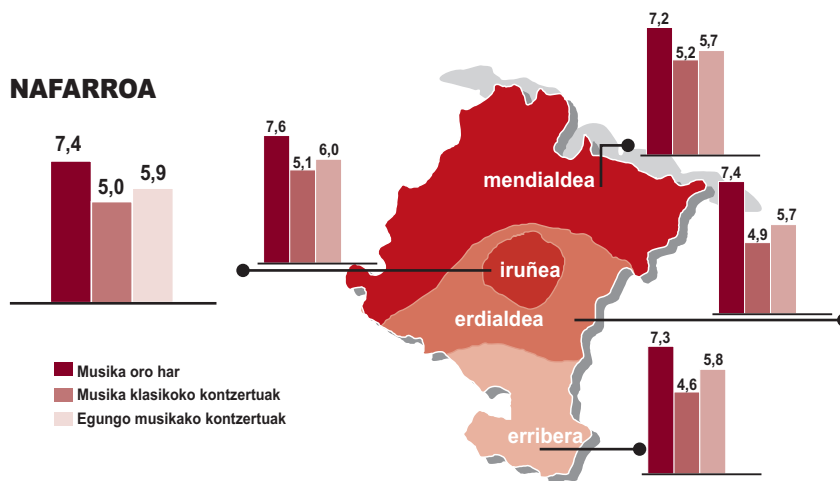 NAFARROA
7,4
5,0
5,9
Musika oro har
Musika klasikoko kontzertuak
Egungo musikako kontzertuak
7,6
5,1
6,0
7,2
5,2
5,7
7,4
4,9
5,7
7,3
4,6
5,8
mendialdea
iruñea
erdialdea
erribera